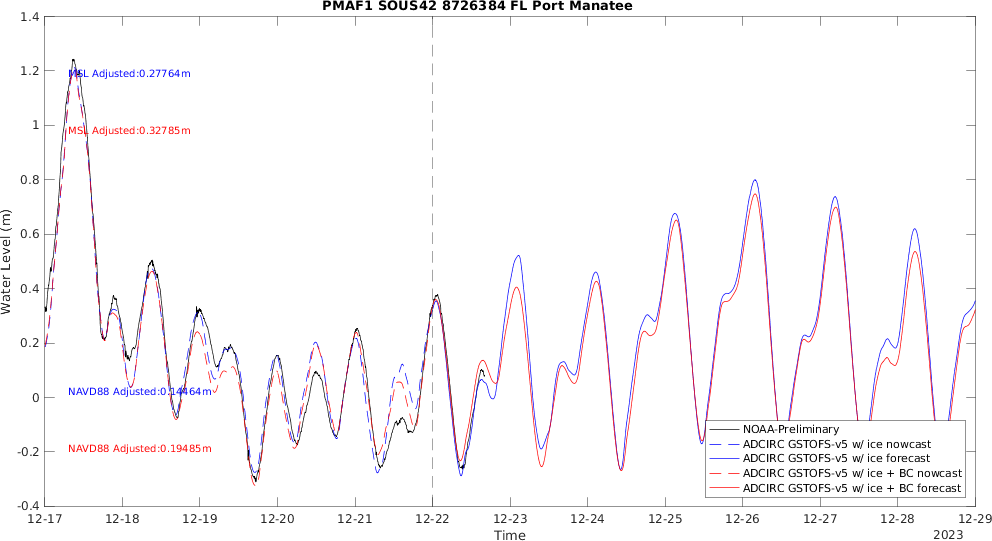 PMAF1 SOUS42 8726384 FL Port Manatee
1.4
1.2
1
0.8
0.6
0.4
0.2
0
-0.2
-0.4
Water Level (m)
MSL Adjusted:0.27764m
MSL Adjusted:0.32785m
NAVD88 Adjusted:0.14464m
NAVD88 Adjusted:0.19485m
NOAA-Preliminary
ADCIRC GSTOFS-v5 w/ ice nowcast
ADCIRC GSTOFS-v5 w/ ice forecast
ADCIRC GSTOFS-v5 w/ ice + BC nowcast
ADCIRC GSTOFS-v5 w/ ice + BC forecast
12-17 12-18 12-19 12-20 12-21 12-22 12-23 12-24 12-25 12-26 12-27 12-28 12-29
Time
2023